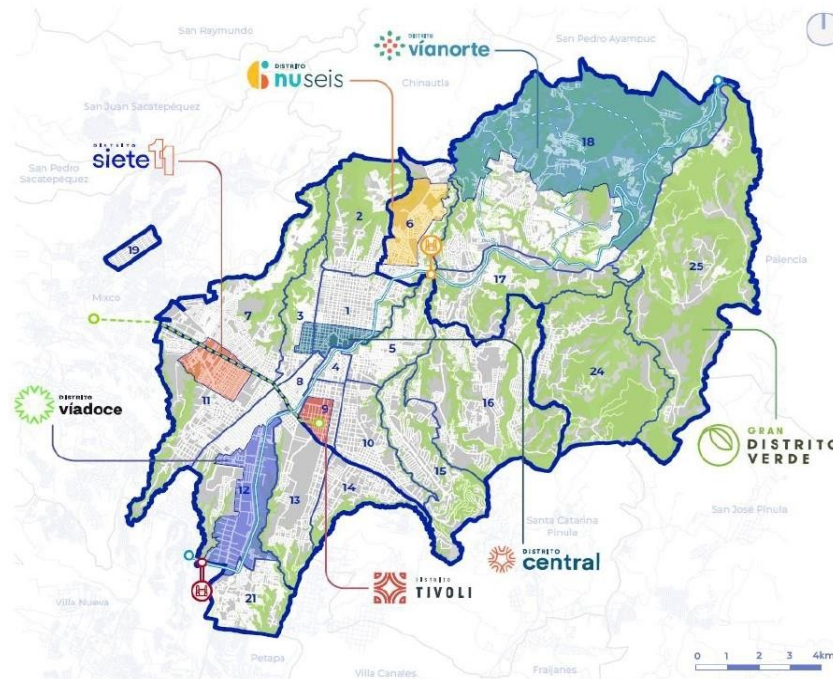 San Raymundo
DISTRITO
víanorte
San Pedro Ayampuc
DISTRITO
nuseis
Chinautla
San Juan Sacatepéquez
DISTRITO
siete11
San Pedro
Sacatepéquez
18
2
6
19
25
Palencia
17
Mixco
1
7
3
5
24
4
8
11
16
DISTRITO
víadoce
9
GRAN
DISTRITO
VERDE
10
15
12
14
13
San José Pinula
Santa Catarina
Pinula
DISTRITO
central
DISTRITO
TIVOLI
21
Villa Nueva
Petapa
Villa Canales
Fraijanes
0 1 2 3 4km